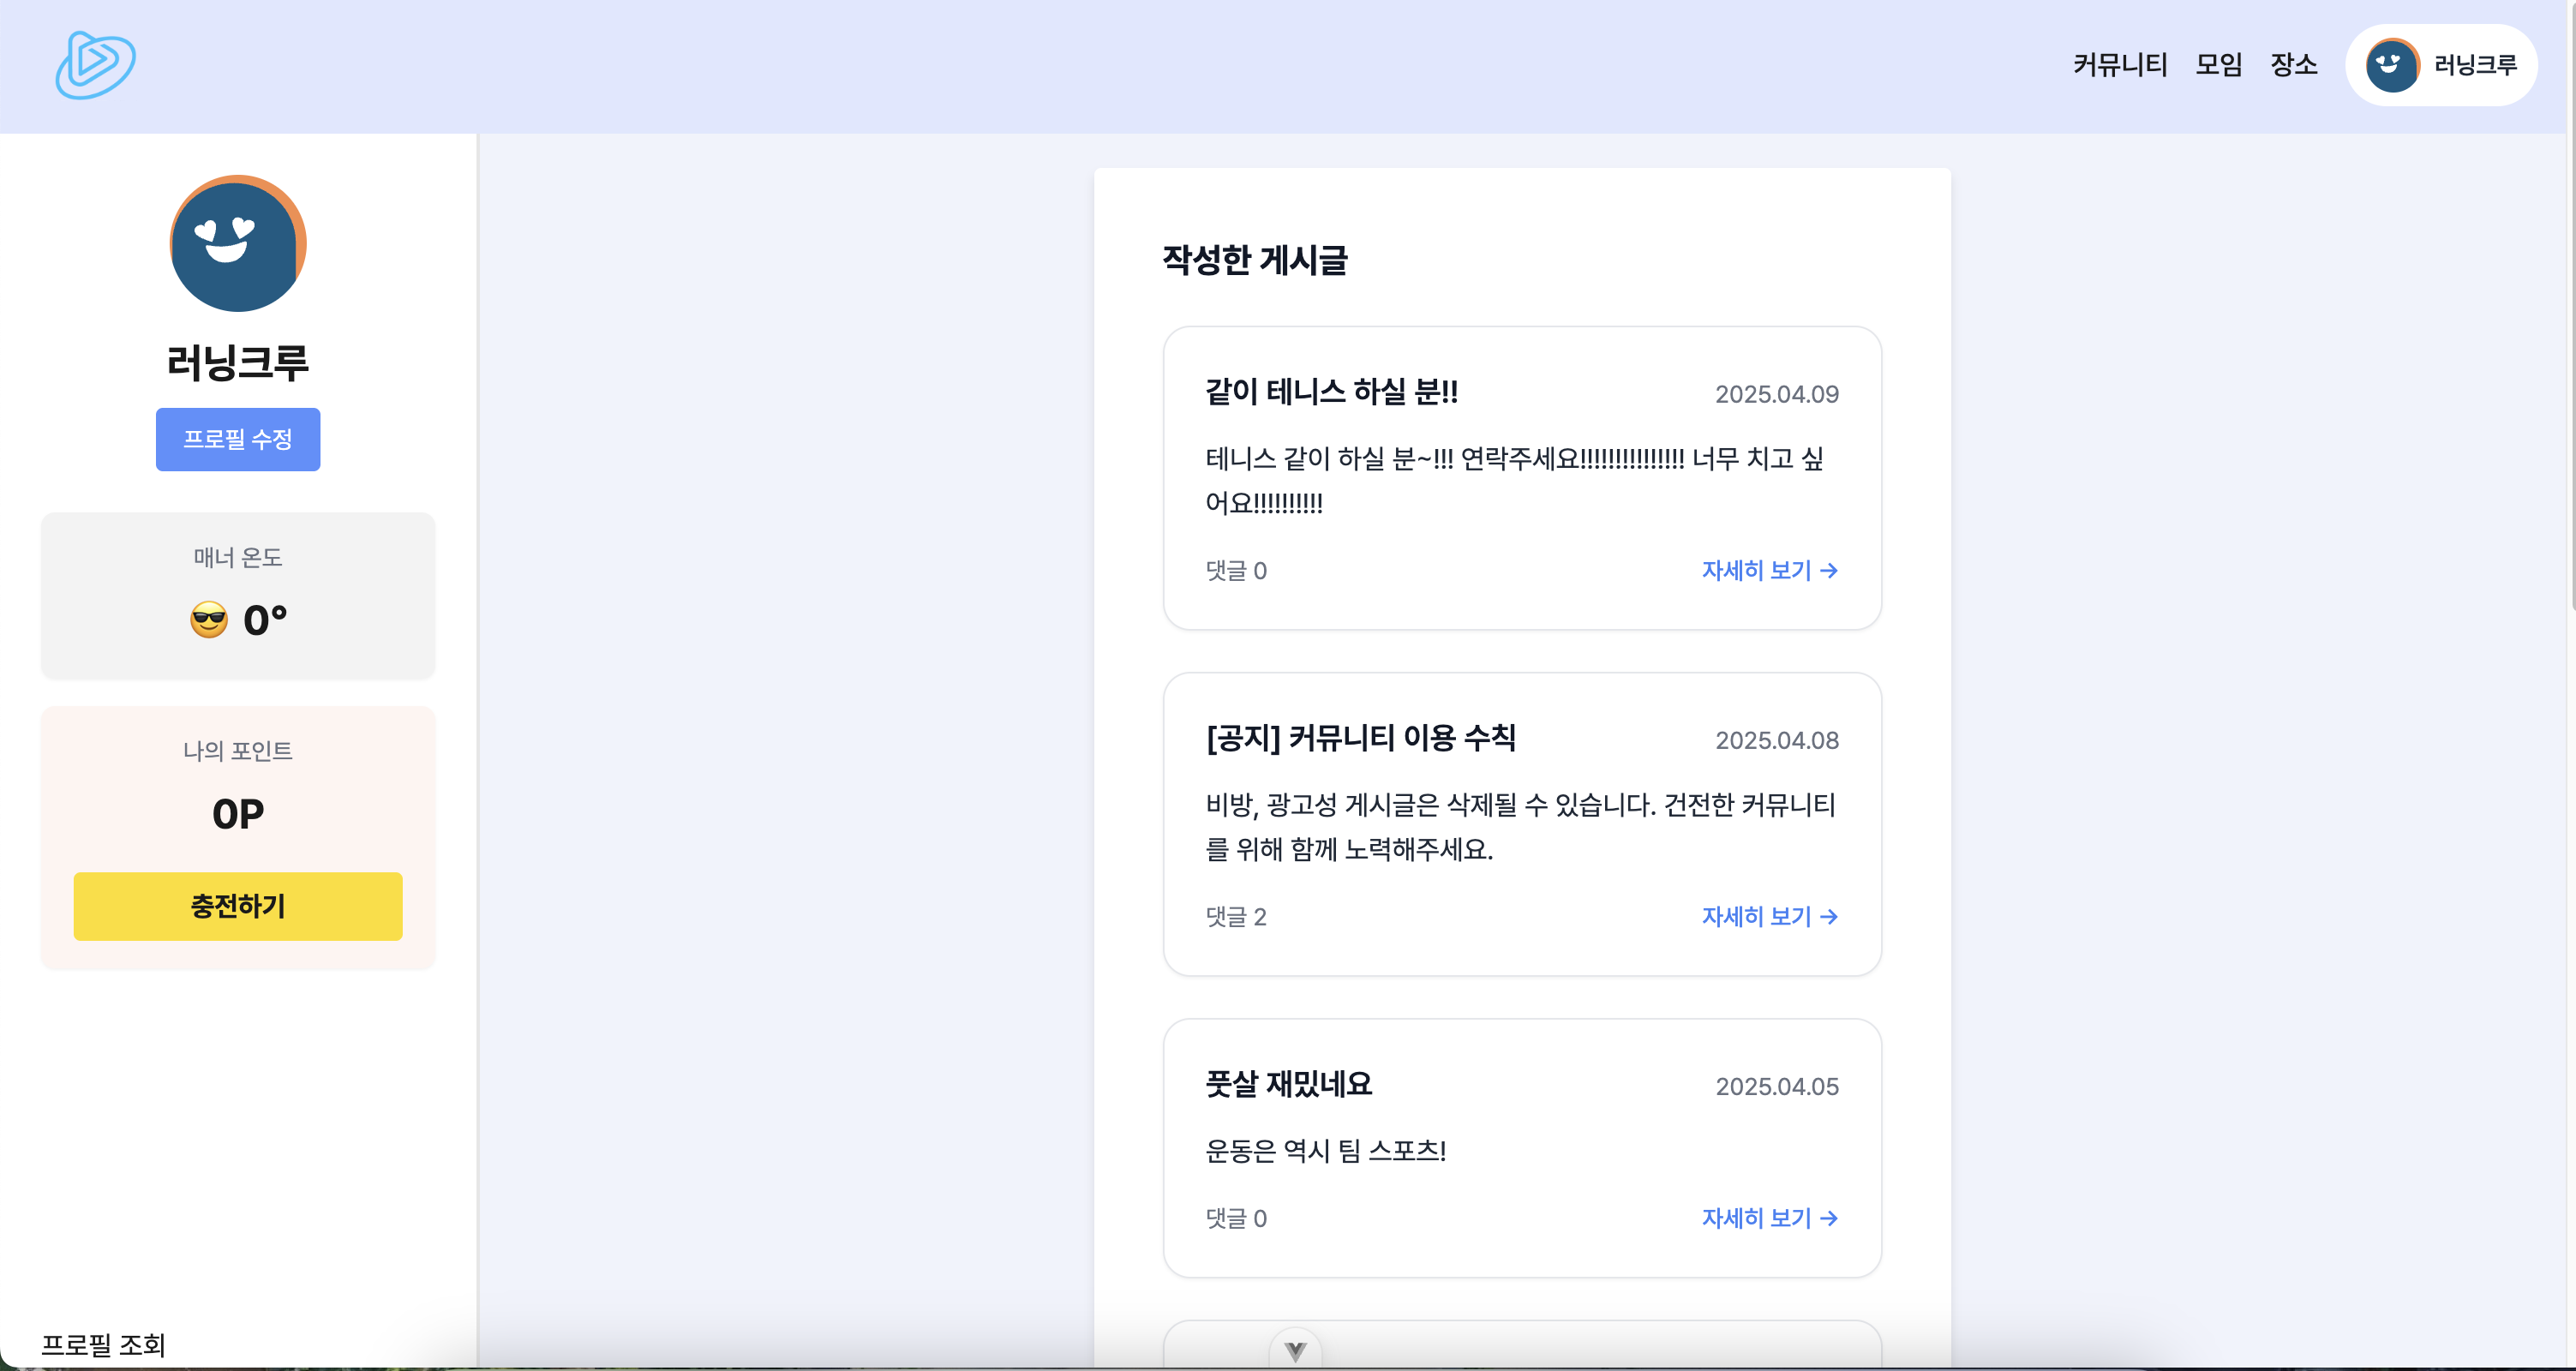 커뮤니티 모임 장소 러닝크루
러닝크루
프로필 수정
매너 온도
😎 0°
나의 포인트
0P
충전하기
프로필 조회
작성한 게시글
같이 테니스 하실 분!! 2025.04.09
테니스 같이 하실 분~!!! 연락주세요!!!!!!!!!!!!!!! 너무 치고 싶
어요!!!!!!!!!!
댓글 0 자세히 보기 →
[공지] 커뮤니티 이용 수칙 2025.04.08
비방, 광고성 게시글은 삭제될 수 있습니다. 건전한 커뮤니티
를 위해 함께 노력해주세요.
댓글 2 자세히 보기 →
풋살 재밌네요 2025.04.05
운동은 역시 팀 스포츠!
댓글 0 자세히 보기 →